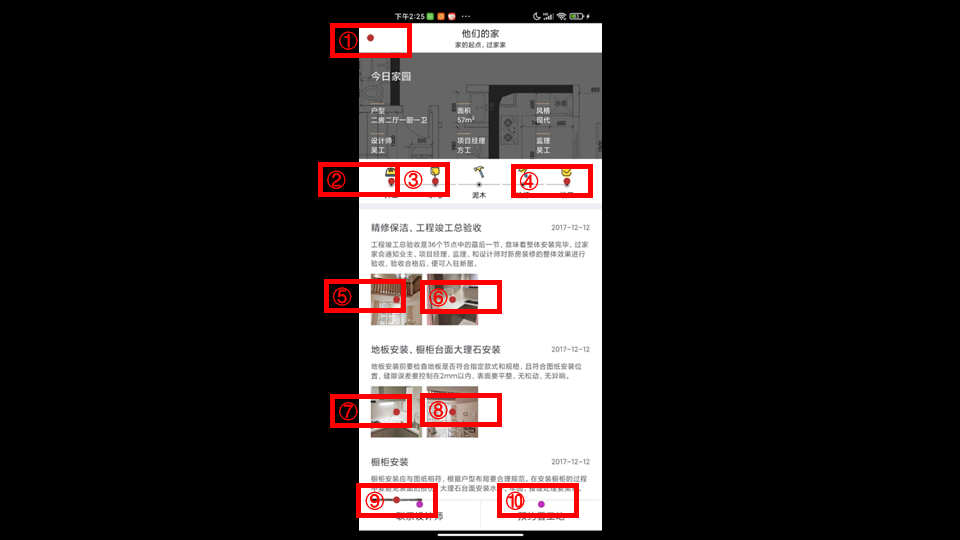 下午2:25
①
他们的家
家的起点，过家家
今日家园
户型
二房二厅一厨一卫
面积
57m²
风格
现代
设计师
吴工
项目经理
方工
监理
吴工
②
③
④
泥木
精修保洁、工程竣工总验收
2017-12-12
工程竣工总验收是36个节点中的最后一节，意味着整体安装完毕，过家
家会通知业主、项目经理、监理、和设计师对新房装修的整体效果进行
验收，验收合格后，便可入驻新居。
⑤
⑥
地板安装、橱柜台面大理石安装
2017-12-12
地板安装前要检查地板是否符合指定款式和规格，且符合图纸安装位
置，缝隙误差要控制在2mm以内，表面要平整，无松动、无异响。
⑦
⑧
橱柜安装
2017-12-12
橱柜安装应与图纸相符，根据户型布局要合理规范。在安装橱柜的过程
大理石台面安装水
⑨
⑩